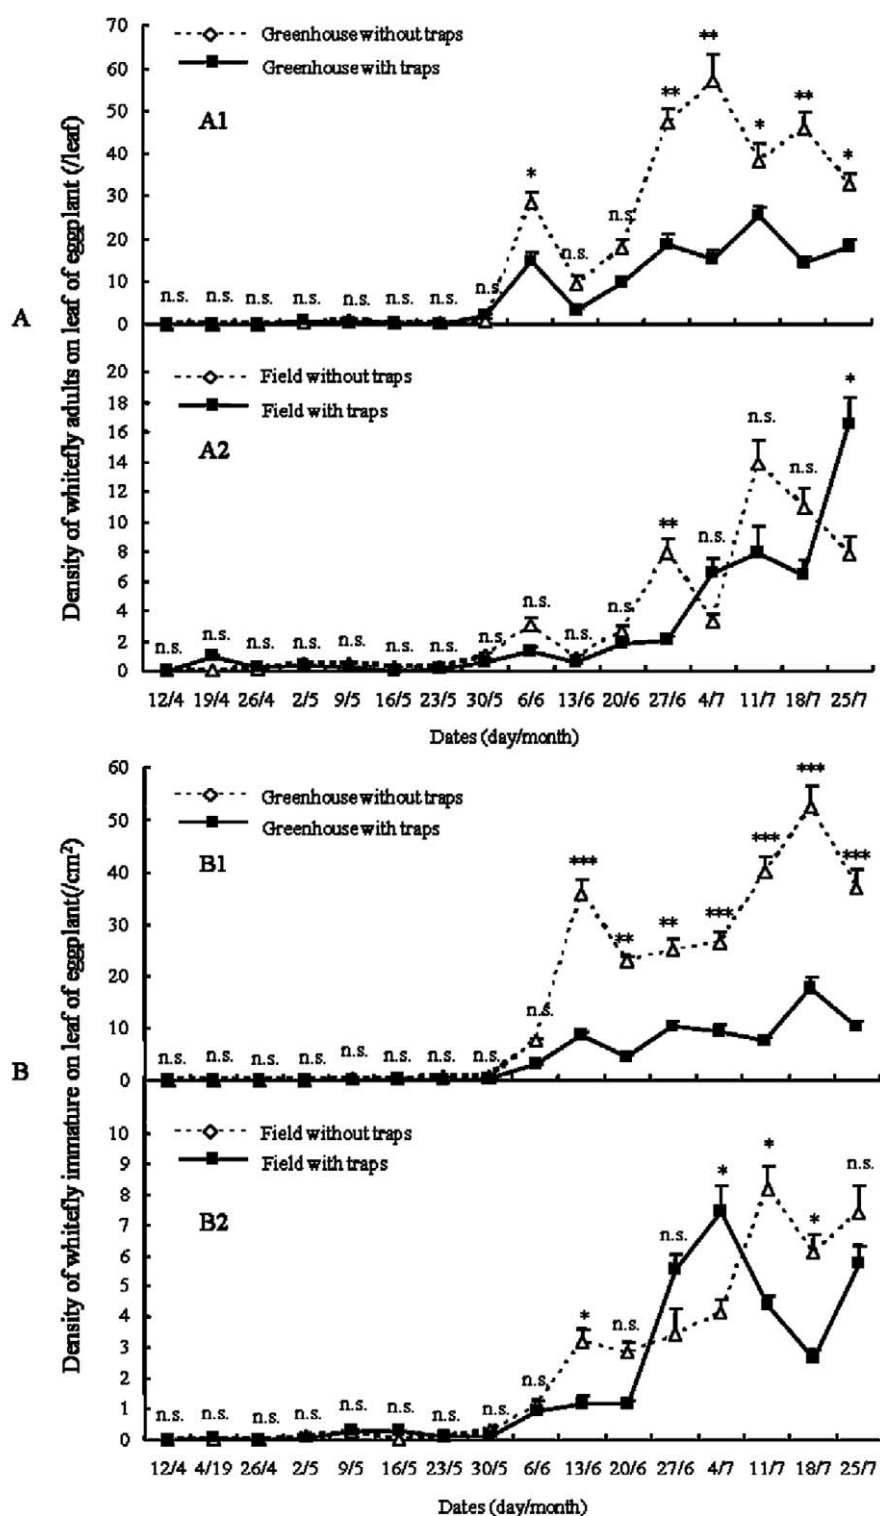 70
60
50
40
30
20
10
0
Greenhouse without traps
Greenhouse with traps
A1
n.s. n.s. n.s. n.s. n.s. n.s. n.s. n.s. * n.s. n.s. ** ** * ** *
A
Density of whitefly adults on leaf of eggplant (/leaf)
20
18
16
14
12
10
8
6
4
2
0
Field without traps
Field with traps
A2
n.s. n.s. n.s. n.s. n.s. n.s. n.s. n.s. n.s. n.s. n.s. ** n.s. n.s. n.s. *
12/4 19/4 26/4 2/5 9/5 16/5 23/5 30/5 6/6 13/6 20/6 27/6 4/7 11/7 18/7 25/7
Dates (day/month)
60
50
40
30
20
10
0
Greenhouse without traps
Greenhouse with traps
B1
n.s. n.s. n.s. n.s. n.s. n.s. n.s. n.s. n.s. *** ** ** *** *** *** ***
B
Density of whitefly immature on leaf of eggplant(/cm²)
10
9
8
7
6
5
4
3
2
1
0
Field without traps
Field with traps
B2
n.s. n.s. n.s. n.s. n.s. n.s. n.s. n.s. n.s. * n.s. n.s. * * * n.s.
12/4 4/19 26/4 2/5 9/5 16/5 23/5 30/5 6/6 13/6 20/6 27/6 4/7 11/7 18/7 25/7
Dates (day/month)